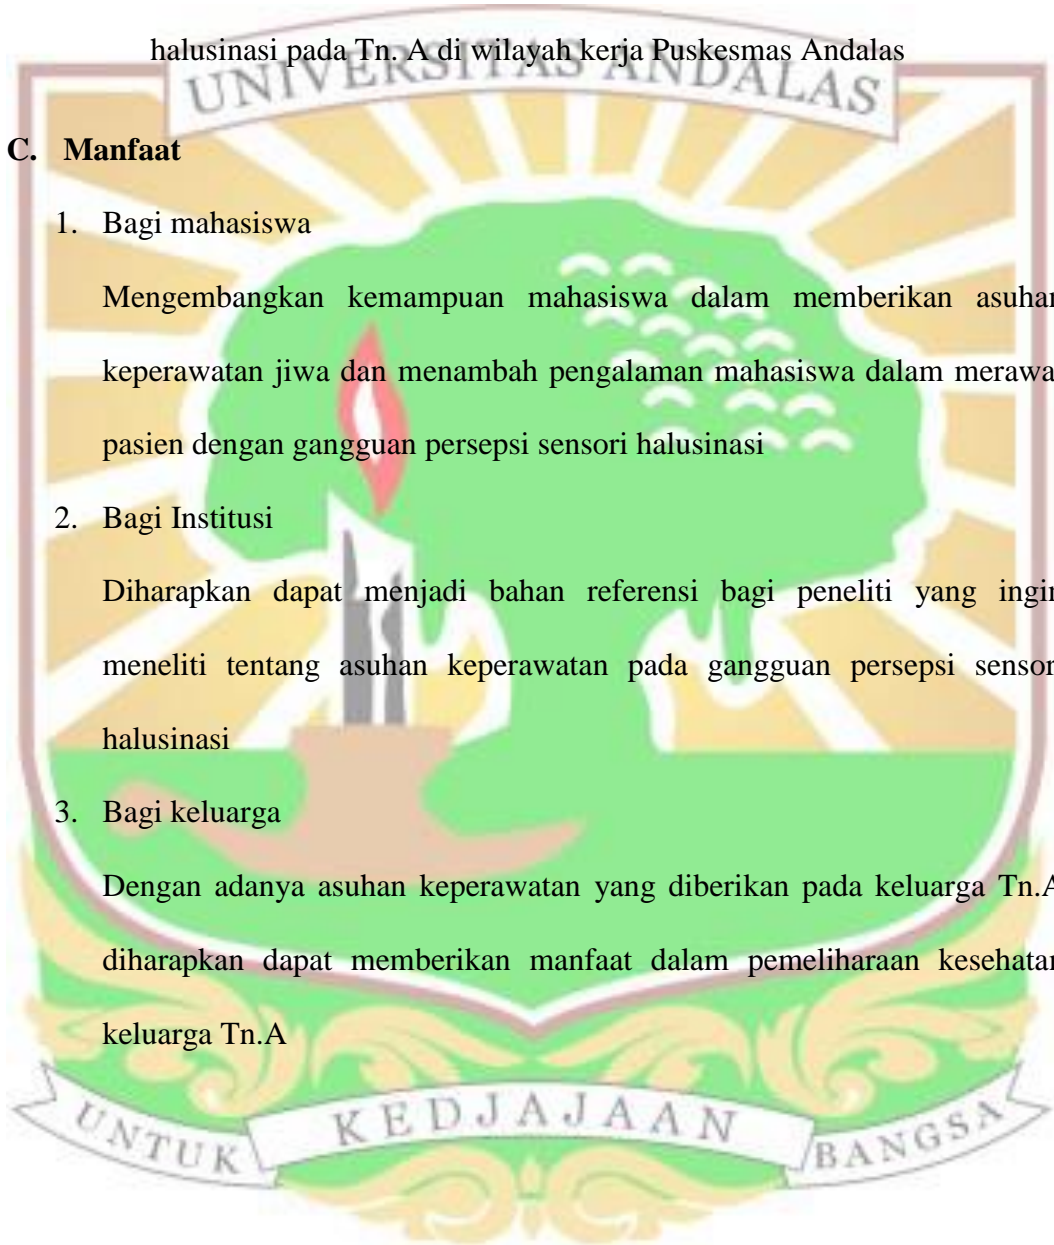 halusinasi pada Tn. A di wilayah kerja Puskesmas Andalas
UNIVERSITAS ANDALAS
C. Manfaat
1. Bagi mahasiswa
Mengembangkan kemampuan mahasiswa dalam memberikan asuhan
keperawatan jiwa dan menambah pengalaman mahasiswa dalam merawa
pasien dengan gangguan persepsi sensori halusinasi
2. Bagi Institusi
Diharapkan dapat menjadi bahan referensi bagi peneliti yang ingin
meneliti tentang asuhan keperawatan pada gangguan persepsi sensor
halusinasi
3. Bagi keluarga
Dengan adanya asuhan keperawatan yang diberikan pada keluarga Tn.A
diharapkan dapat memberikan manfaat dalam pemeliharaan kesehatan
keluarga Tn.A
UNTUK KEDJAJAAN BANGSA